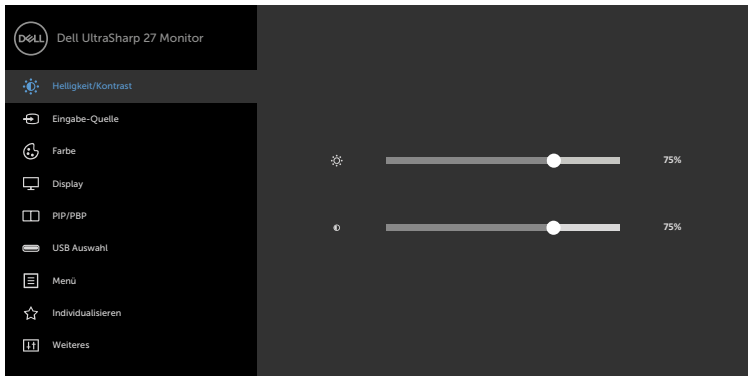 DELL
Dell UltraSharp 27 Monitor
Helligkeit/Kontrast
Eingabe-Quelle
Farbe
75%
Display
PIP/PBP
75%
USB Auswahl
Menü
Individualisieren
Weiteres